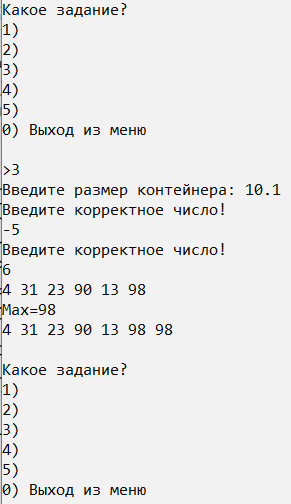 Какое задание?
1)
2)
3)
4)
5)
0) Выход из меню
>3
Введите размер контейнера: 10.1
Введите корректное число!
-5
Введите корректное число!
6
4 31 23 90 13 98
Max=98
4 31 23 90 13 98 98
Какое задание?
1)
2)
3)
4)
5)
0) Выход из меню